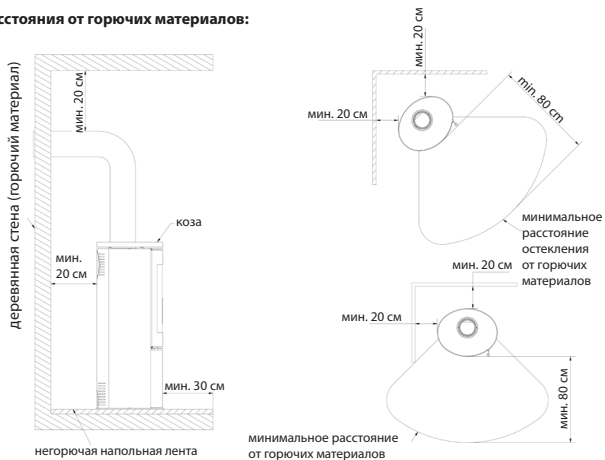 сстояния от горючих материалов:
деревянная стена (горючий материал)
мин. 20 см
коза
мин.
20 см
мин. 30 см
негорючая напольная лента
мин. 20 см
мин. 20 см
min. 80 cm
минимальное
расстояние
остекления
от горючих
материалов
мин. 20 см
мин. 20 см
мин. 80 см
минимальное расстояние
от горючих материалов